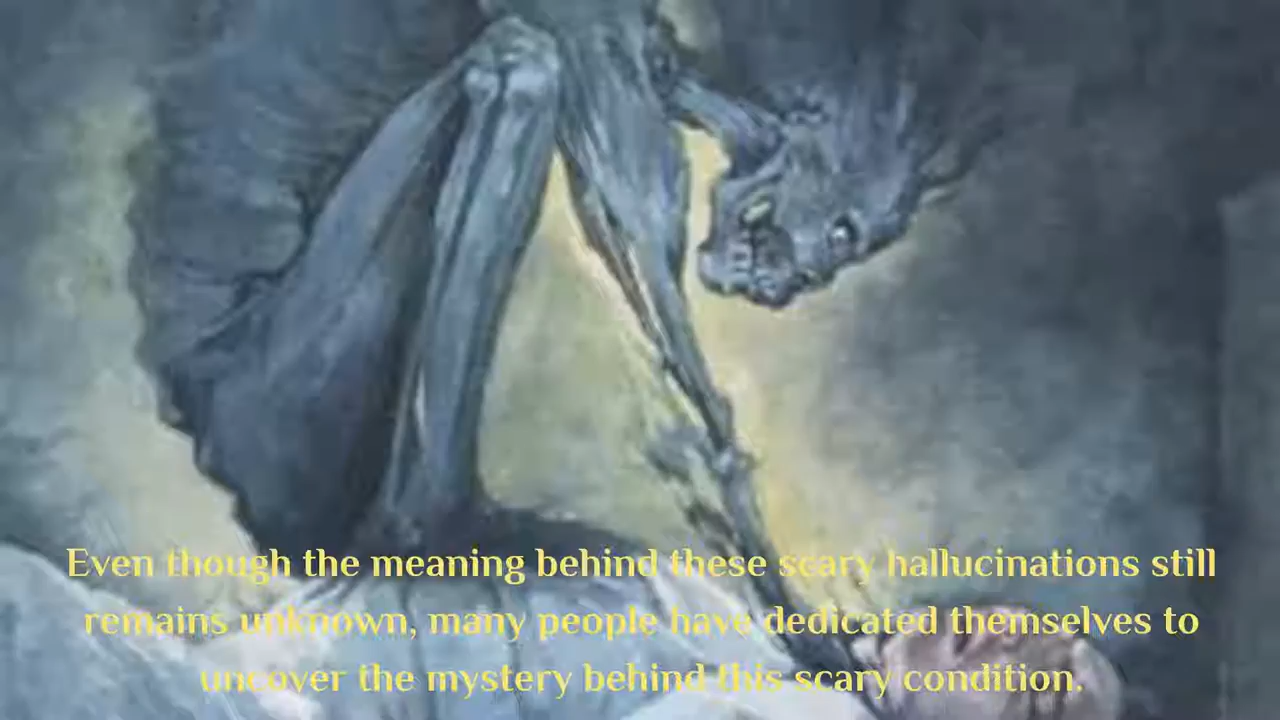 Even though the meaning behind these scary hallucinations still
remains unknown, many people have dedicated themselves to
uncover the mystery behind this scary condition.